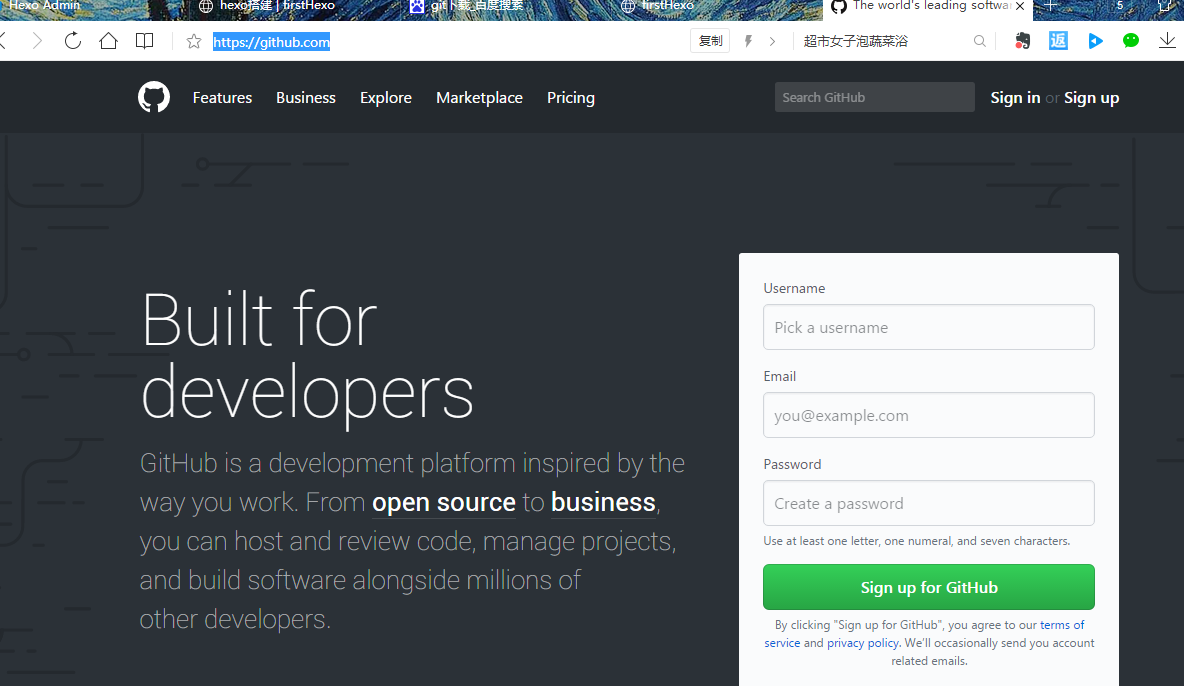 Hexo Admin
hexo搭建 | firstHexo
git下载_百度搜索
firstHexo
The world's leading softwa
5
https://github.com
复制
超市女子泡蔬菜浴
返
Features
Business
Explore
Marketplace
Pricing
Search GitHub
Sign in or Sign up
Built for
developers
GitHub is a development platform inspired by the
way you work. From open source to business,
you can host and review code, manage projects,
and build software alongside millions of
other developers.
Username
Pick a username
Email
you@example.com
Password
Create a password
Use at least one letter, one numeral, and seven characters.
Sign up for GitHub
By clicking "Sign up for GitHub", you agree to our terms of
service and privacy policy. We'll occasionally send you account
related emails.